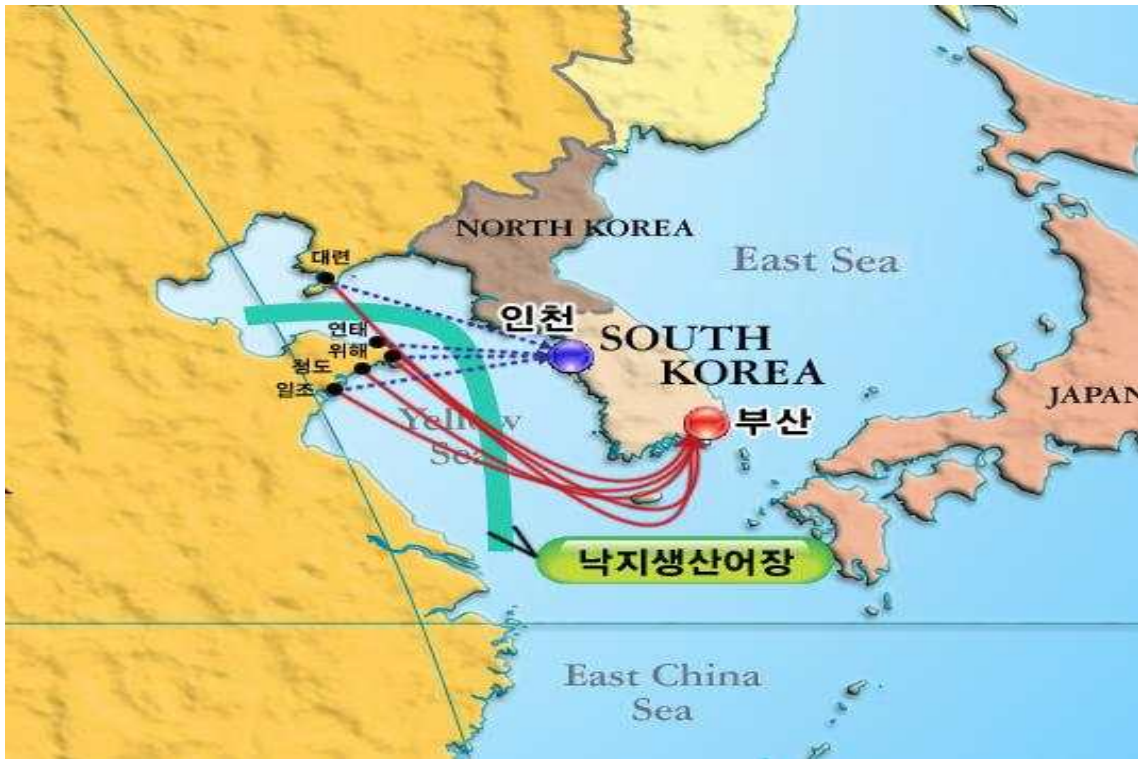 NORTH KOREA
East Sea
대련
인천
연태
SOUTH
KOREA
위해
청도
일조
JAPAN
Yellow
Sea
부산
낙지생산어장
East China
Sea